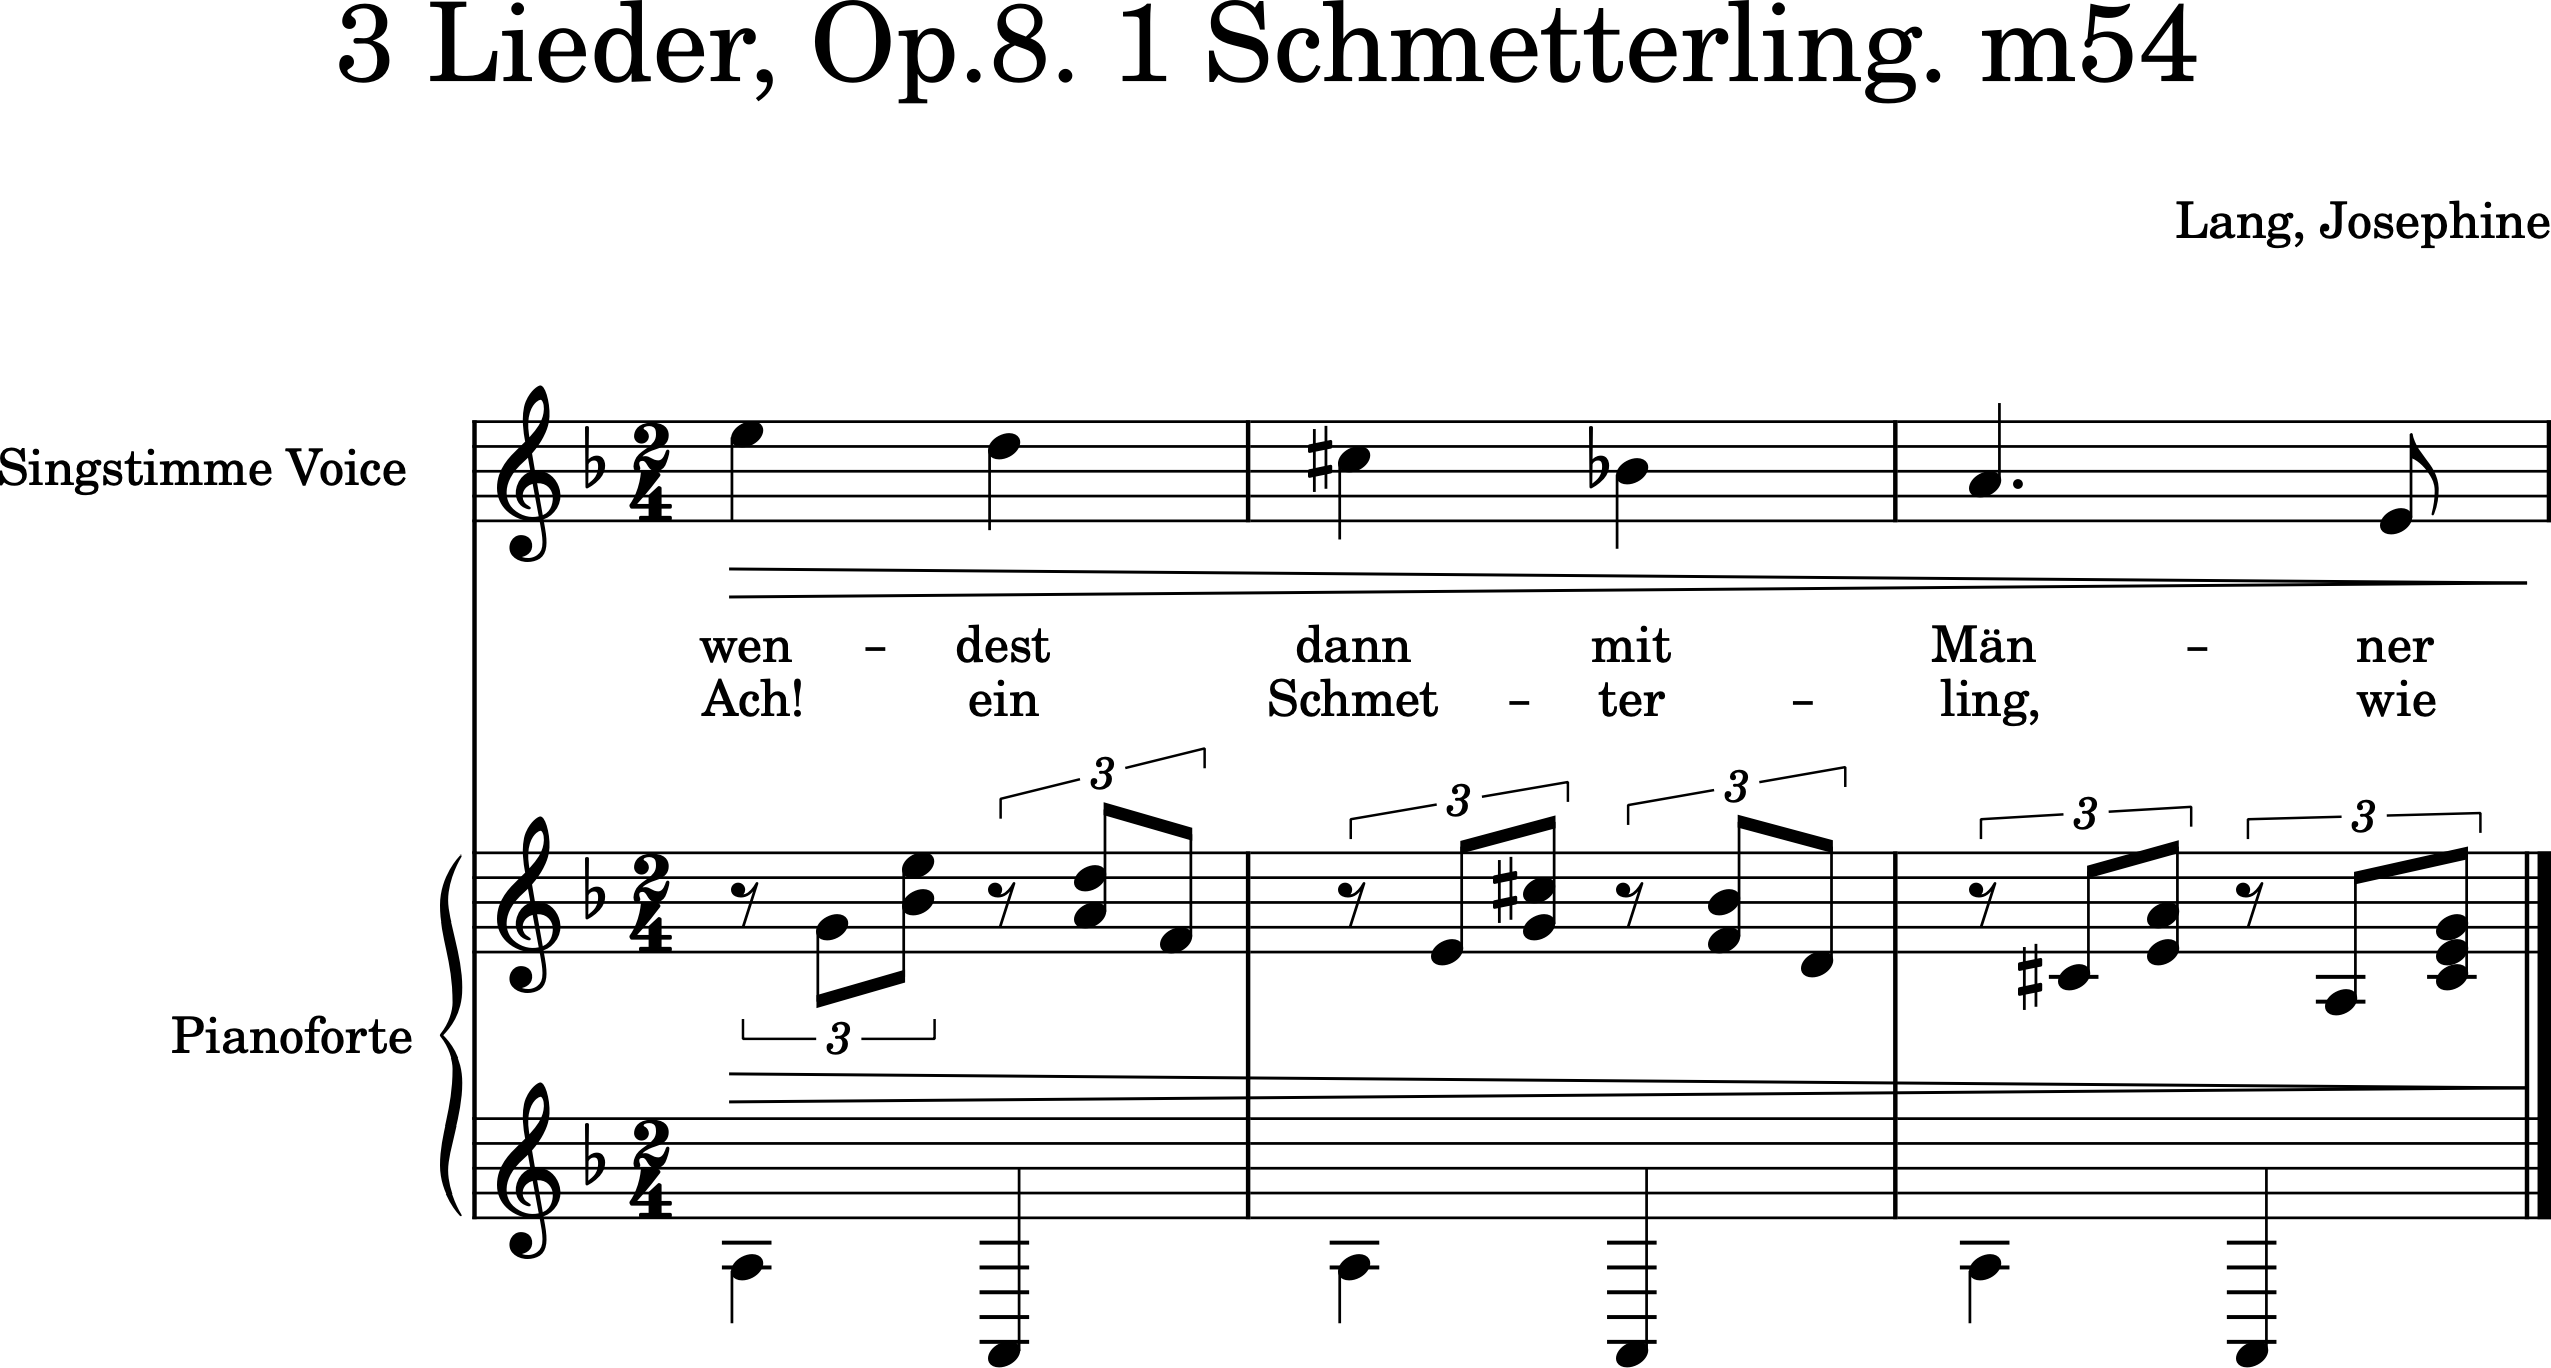 3 Lieder, Op.8. 1 Schmetterling. m54
Lang, Josephine
Singstimme Voice
wen - dest dann mit Män - ner
Ach! ein Schmet - ter - ling, wie
3 3 3 3 3
3
Pianoforte